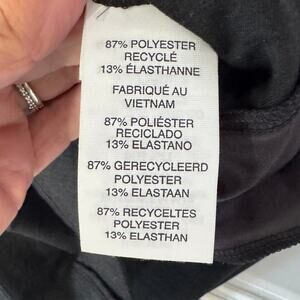 87% POLYESTER
RECYCLÉ
13% ÉLASTHANNE
FABRIQUÉ AU
VIETNAM
87% POLIÉSTER
RECICLADO
13% ELASTANO
87% GERECYCLEERD
POLYESTER
13% ELASTAAN
87% RECYCELTES
POLYESTER
13% ELASTHAN